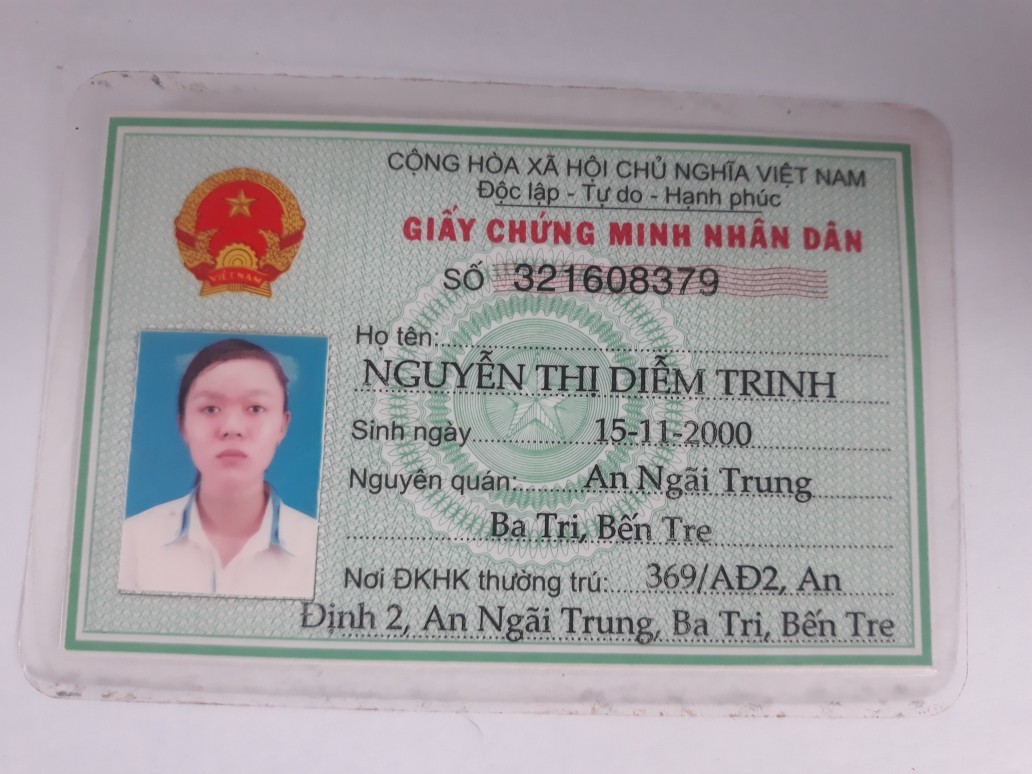 CỘNG HÒA XÃ HỘI CHỦ NGHĨA VIỆT NAM
Độc lập - Tự do - Hạnh phúc
GIẤY CHỨNG MINH NHÂN DÂN
SỐ 321608379
VIỆT NAM
Họ tên:
NGUYỄN THỊ DIỄM TRINH
Sinh ngày 15-11-2000
Nguyên quán: An Ngãi Trung
Ba Tri, Bến Tre
Nơi ĐKHK thường trú: 369/AĐ2, An
Định 2, An Ngãi Trung, Ba Tri, Bến Tre